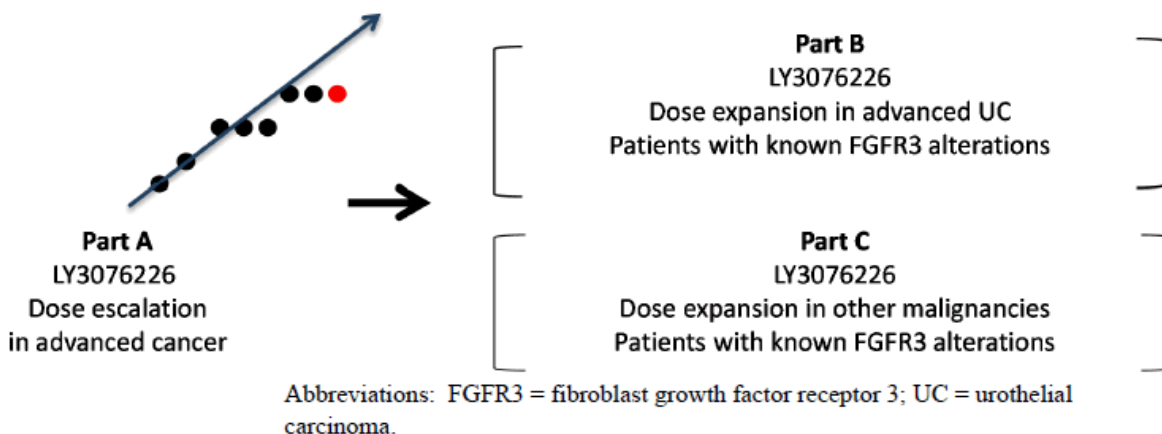 Part A
LY3076226
Dose escalation
in advanced cancer
Part B
LY3076226
Dose expansion in advanced UC
Patients with known FGFR3 alterations
Part C
LY3076226
Dose expansion in other malignancies
Patients with known FGFR3 alterations
Abbreviations: FGFR3 = fibroblast growth factor receptor 3; UC = urothelial
carcinoma.